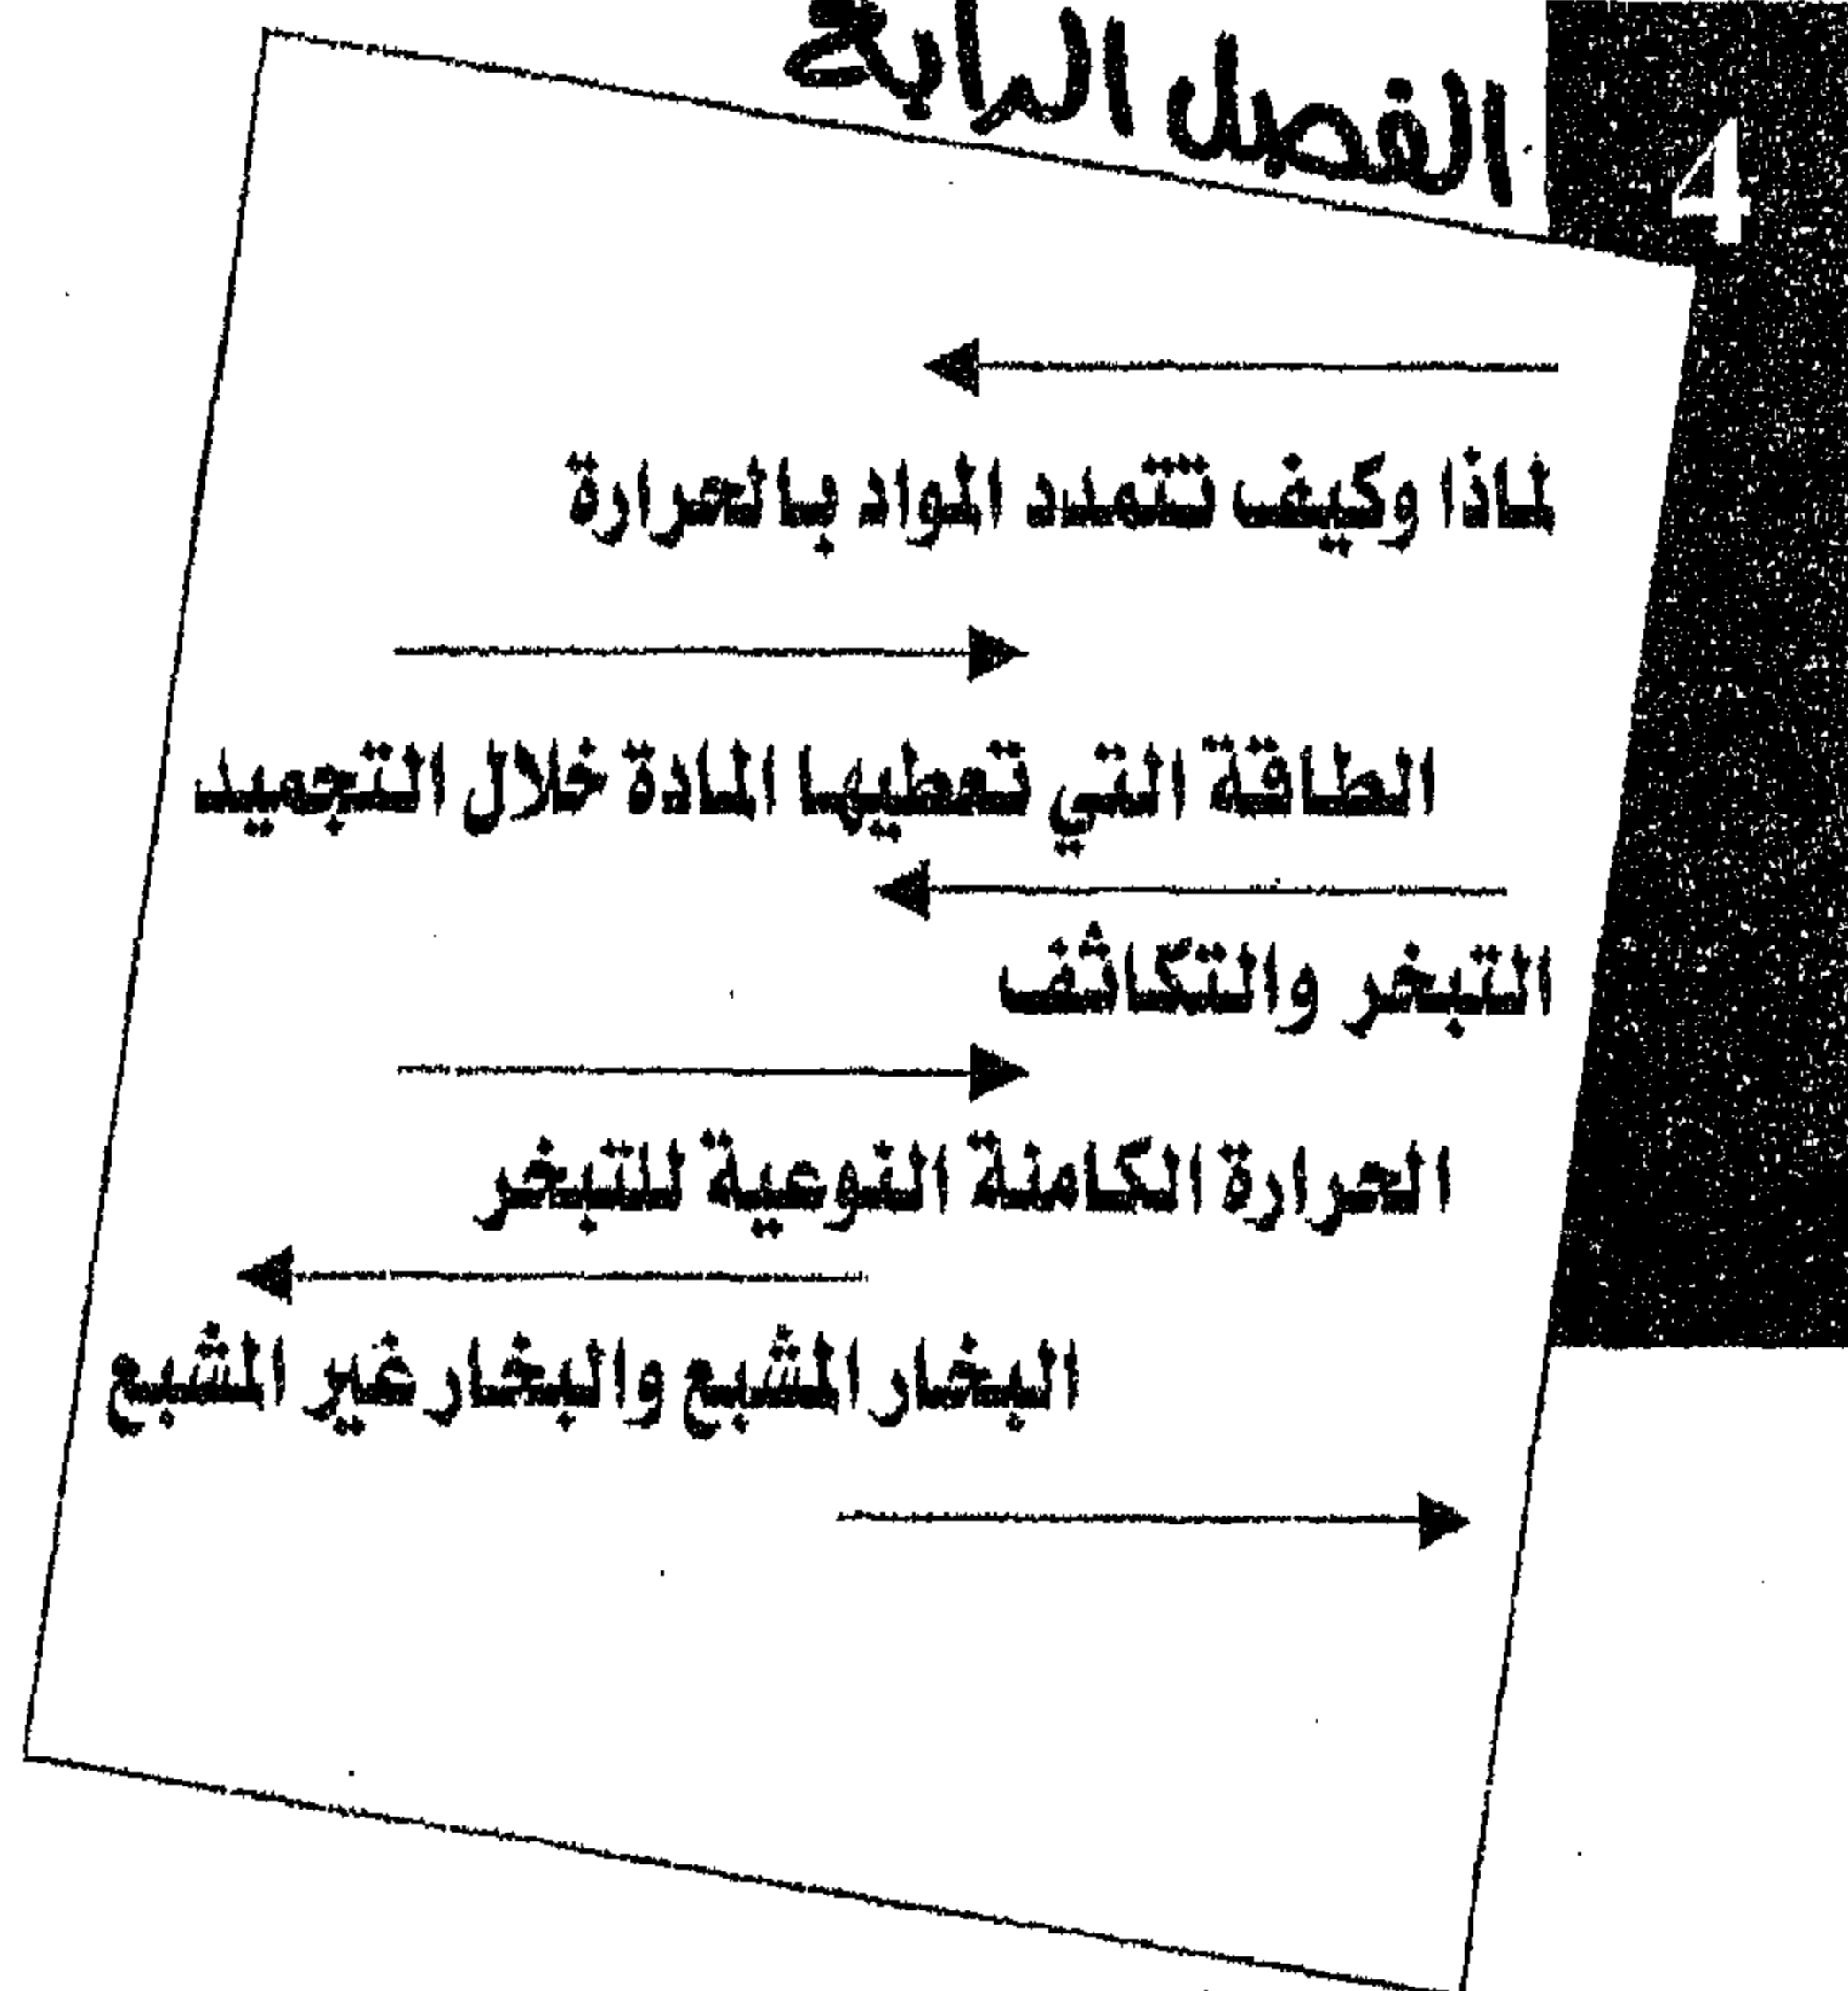 الفصل الرابع
4
لماذا وكيف تتمدد المواد بالحرارة
الطاقة التي تعطيها المادة خلال التجميد
التبخر والتكاثف
الحرارة الكامنة النوعية للتبخر
البخار المشبع والبخار غير المشبع